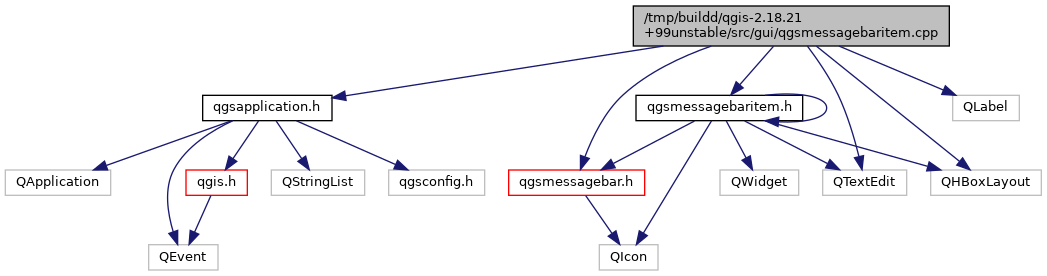 /tmp/buildd/qgis-2.18.21
+99unstable/src/gui/qgsmessagebaritem.cpp
qgsapplication.h
qgsmessagebaritem.h
QLabel
QApplication
qgis.h
QStringList
qgsconfig.h
qgsmessagebar.h
QWidget
QTextEdit
QHBoxLayout
QEvent
QIcon